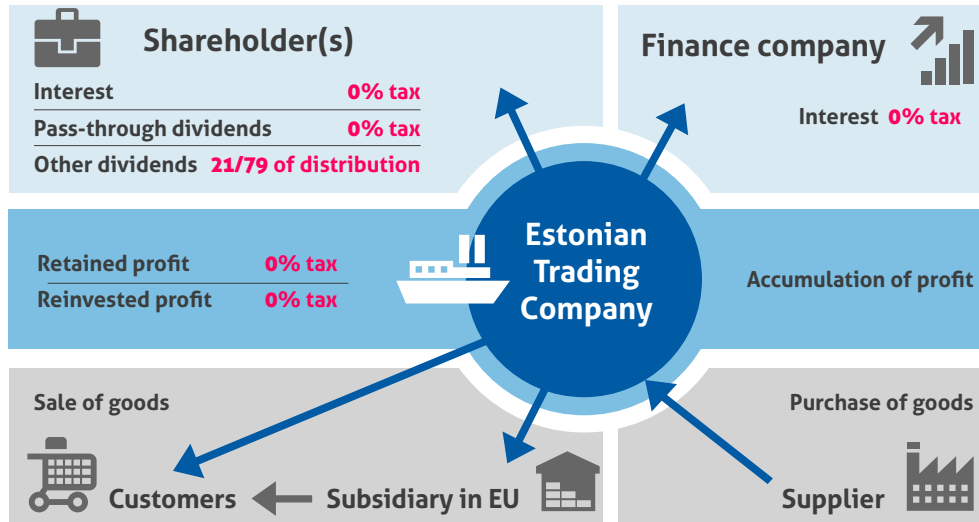 Shareholder(s)
Interest 0% tax
Pass-through dividends 0% tax
Other dividends 21/79 of distribution
Finance company
Interest 0% tax
Estonian
Trading
Company
Retained profit 0% tax
Reinvested profit 0% tax
Accumulation of profit
Sale of goods
Customers
Subsidiary in EU
Purchase of goods
Supplier